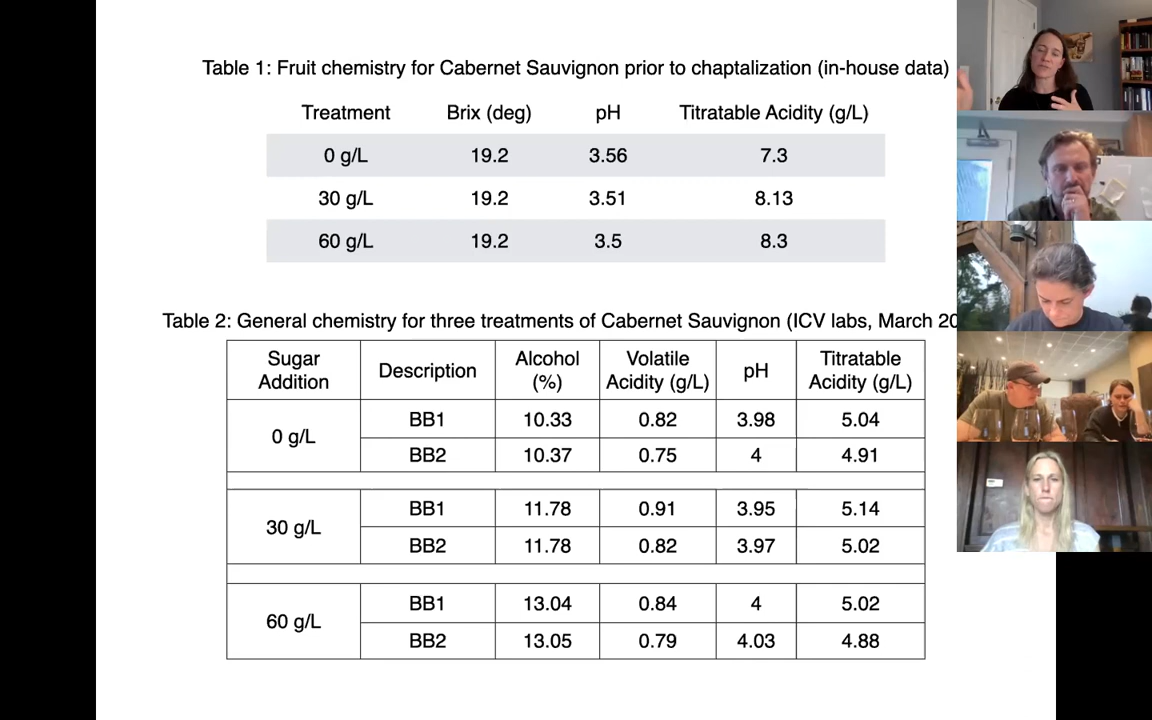 Table 1: Fruit chemistry for Cabernet Sauvignon prior to chaptalization (in-house data)
Treatment Brix (deg) pH Titratable Acidity (g/L)
0 g/L 19.2 3.56 7.3
30 g/L 19.2 3.51 8.13
60 g/L 19.2 3.5 8.3
Table 2: General chemistry for three treatments of Cabernet Sauvignon (ICV labs, March 20
Sugar Addition Description Alcohol (%) Volatile Acidity (g/L) pH Titratable Acidity (g/L)
0 g/L BB1 10.33 0.82 3.98 5.04
BB2 10.37 0.75 4 4.91
30 g/L BB1 11.78 0.91 3.95 5.14
BB2 11.78 0.82 3.97 5.02
60 g/L BB1 13.04 0.84 4 5.02
BB2 13.05 0.79 4.03 4.88